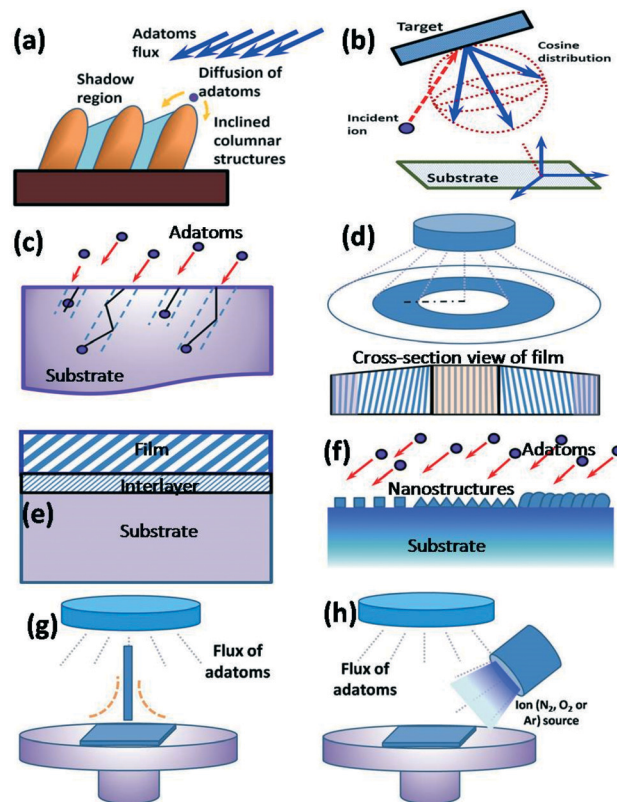 (a)
Adatoms
flux
Shadow
region
Diffusion of
adatoms
Inclined
columnar
structures
(b)
Target
Cosine
distribution
Incident
ion
Substrate
(c)
Adatoms
Substrate
(d)
Cross-section view of film
Film
Interlayer
(e)
Substrate
(f)
Adatoms
Nanostructures
Substrate
(g)
Flux of
adatoms
(h)
Flux of
adatoms
Ion (N₂, O₂ or
Ar) source